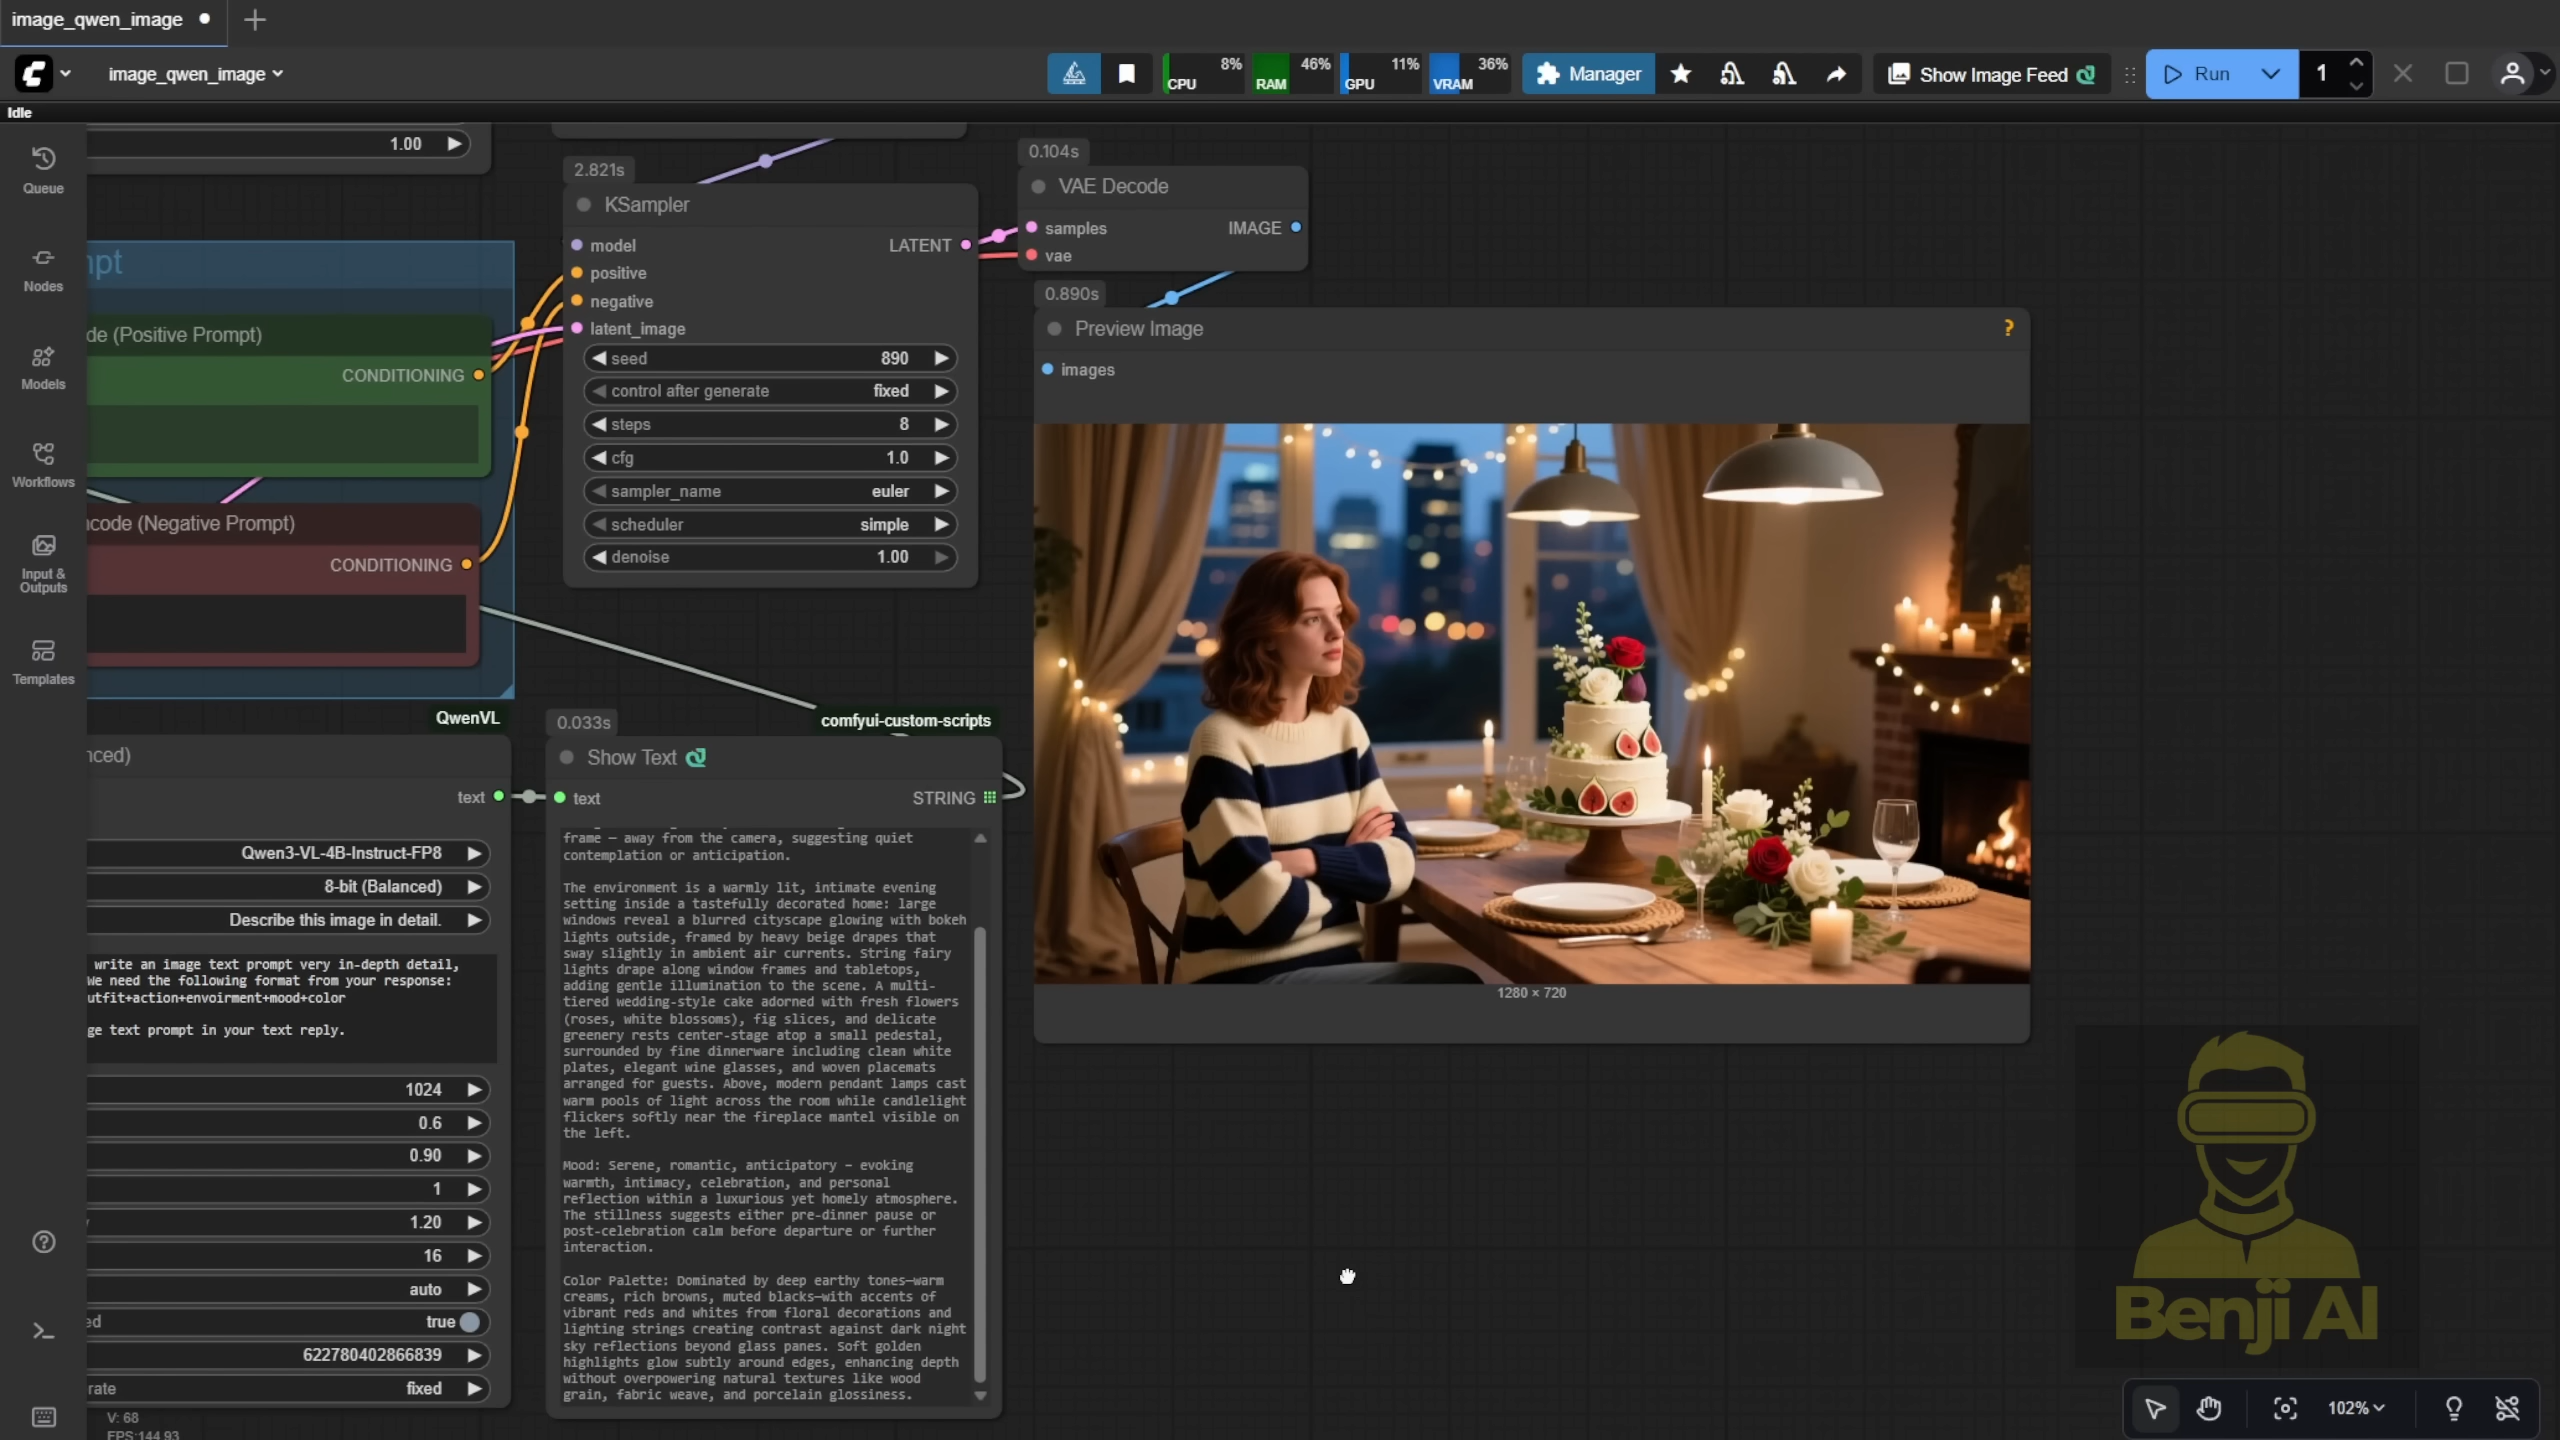 image_qwen_image
image_qwen_image
8%
CPU
46%
RAM
11%
GPU
36%
VRAM
Manager
Show Image Feed
Run
1
Idle
Queue
Nodes
Models
Workflows
Input &
Outputs
Templates
1.00
de (Positive Prompt)
CONDITIONING
code (Negative Prompt)
CONDITIONING
2.821s
KSampler
model
LATENT
positive
negative
latent_image
seed 890
control after generate fixed
steps 8
cfg 1.0
sampler_name euler
scheduler simple
denoise 1.00
0.104s
VAE Decode
samples
IMAGE
vae
0.890s
Preview Image
?
images
1280 × 720
QwenVL
nced)
text
Qwen3-VL-4B-Instruct-FP8
8-bit (Balanced)
Describe this image in detail.
write an image text prompt very in-depth detail,
We need the following format from your response:
utfit+action+envoirment+mood+color
ge text prompt in your text reply.
1024
0.6
0.90
1
1.20
16
auto
ed true
622780402866839
rate fixed
V: 68
FPS:144.93
0.033s
comfyui-custom-scripts
Show Text
text
STRING
frame – away from the camera, suggesting quiet
contemplation or anticipation.
The environment is a warmly lit, intimate evening
setting inside a tastefully decorated home: large
windows reveal a blurred cityscape glowing with bokeh
lights outside, framed by heavy beige drapes that
sway slightly in ambient air currents. String fairy
lights drape along window frames and tabletops,
adding gentle illumination to the scene. A multi-
tiered wedding-style cake adorned with fresh flowers
(roses, white blossoms), fig slices, and delicate
greenery rests center-stage atop a small pedestal,
surrounded by fine dinnerware including clean white
plates, elegant wine glasses, and woven placemats
arranged for guests. Above, modern pendant lamps cast
warm pools of light across the room while candlelight
flickers softly near the fireplace mantel visible on
the left.
Mood: Serene, romantic, anticipatory – evoking
warmth, intimacy, celebration, and personal
reflection within a luxurious yet homely atmosphere.
The stillness suggests either pre-dinner pause or
post-celebration calm before departure or further
interaction.
Color Palette: Dominated by deep earthy tones—warm
creams, rich browns, muted blacks—with accents of
vibrant reds and whites from floral decorations and
lighting strings creating contrast against dark night
sky reflections beyond glass panes. Soft golden
highlights glow subtly around edges, enhancing depth
without overpowering natural textures like wood
grain, fabric weave, and porcelain glossiness.
Benji AI
102%